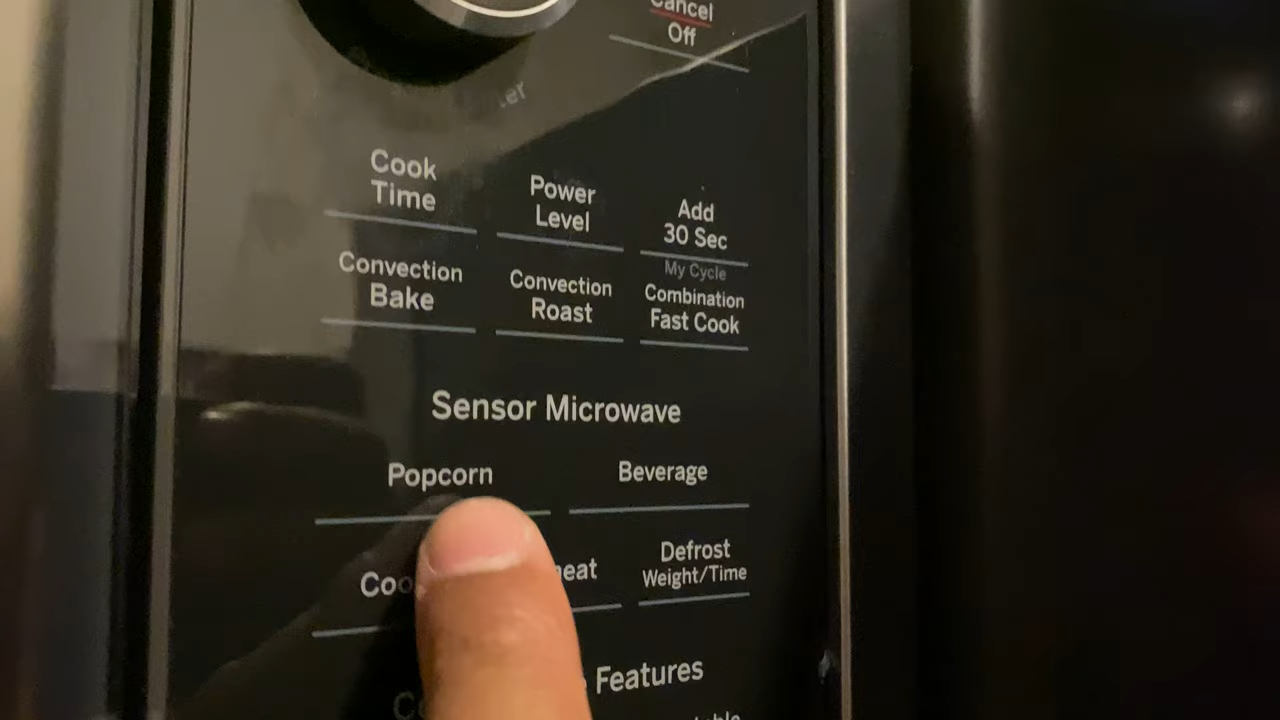 Cancel
Off
Cook
Time
Power
Level
Add
30 Sec
Convection
Bake
Convection
Roast
My Cycle
Combination
Fast Cook
Sensor Microwave
Popcorn
Beverage
Defrost
Weight/Time
Features